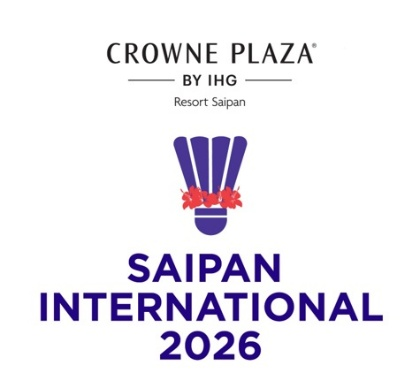 CROWNE PLAZA®
BY IHG
Resort Saipan
SAIPAN
INTERNATIONAL
2026